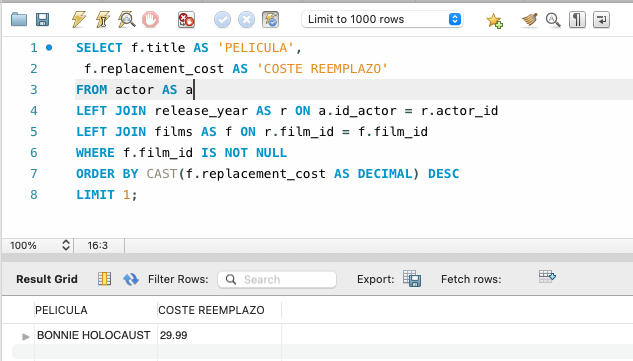 Limit to 1000 rows
1 SELECT f.title AS 'PELICULA',
2 f.replacement_cost AS 'COSTE REEMPLAZO'
3 FROM actor AS a
4 LEFT JOIN release_year AS r ON a.id_actor = r.actor_id
5 LEFT JOIN films AS f ON r.film_id = f.film_id
6 WHERE f.film_id IS NOT NULL
7 ORDER BY CAST(f.replacement_cost AS DECIMAL) DESC
8 LIMIT 1;
100% 16:3
Result Grid Filter Rows: Search Export: Fetch rows:
PELICULA COSTE REEMPLAZO
BONNIE HOLOCAUST 29.99